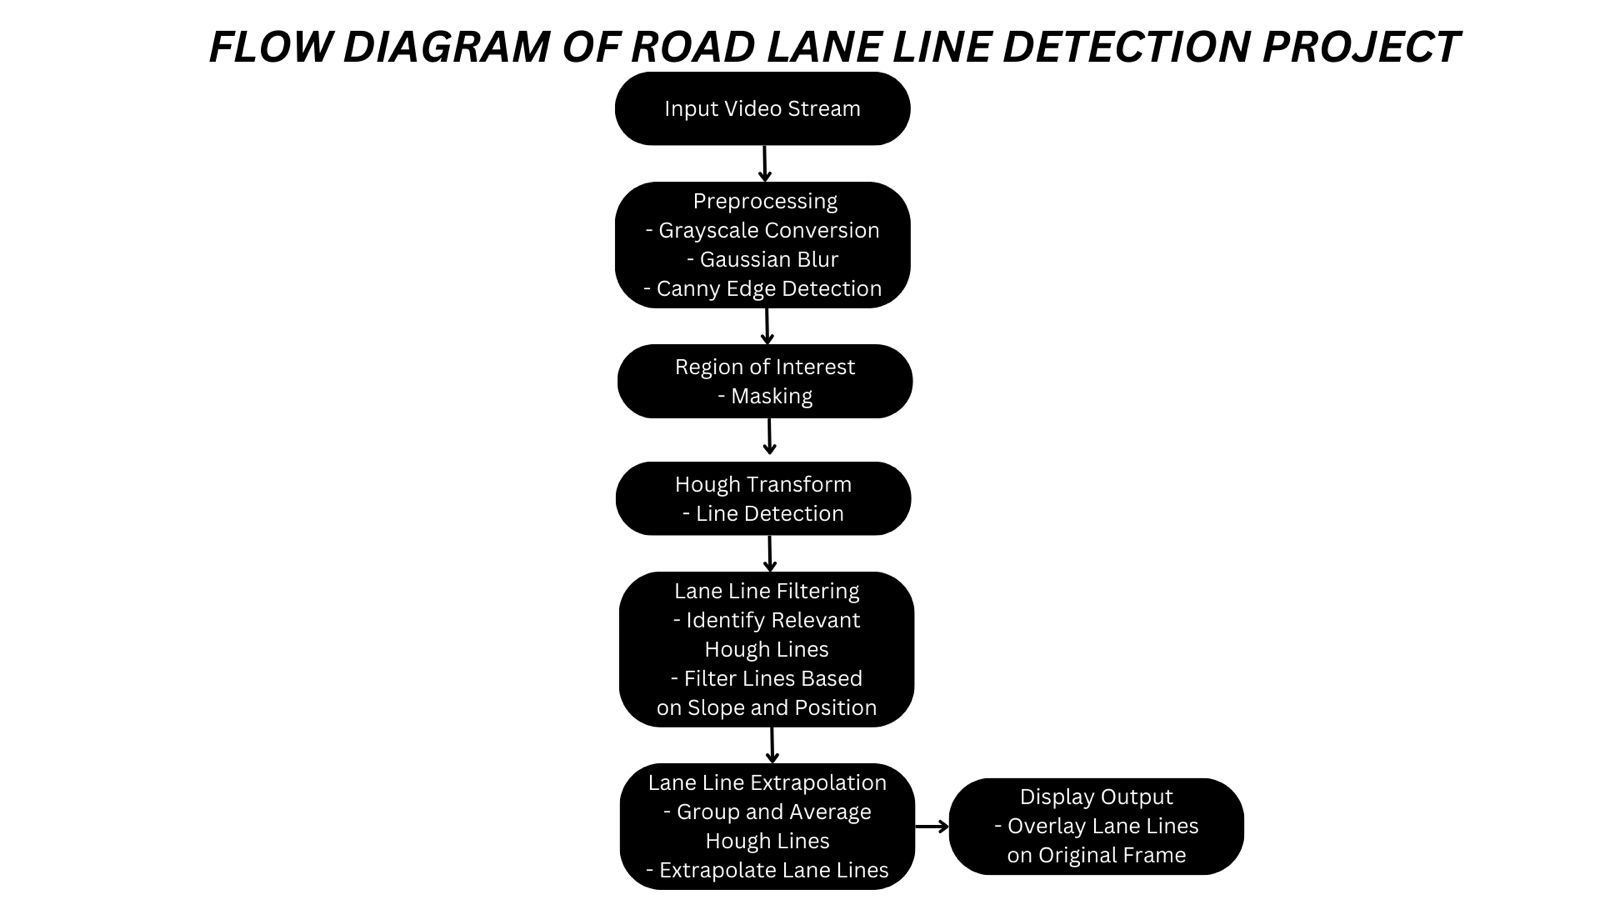 FLOW DIAGRAM OF ROAD LANE LINE DETECTION PROJECT
Input Video Stream
Preprocessing
- Grayscale Conversion
- Gaussian Blur
- Canny Edge Detection
Region of Interest
- Masking
Hough Transform
- Line Detection
Lane Line Filtering
- Identify Relevant
Hough Lines
- Filter Lines Based
on Slope and Position
Lane Line Extrapolation
- Group and Average
Hough Lines
- Extrapolate Lane Lines
Display Output
- Overlay Lane Lines
on Original Frame